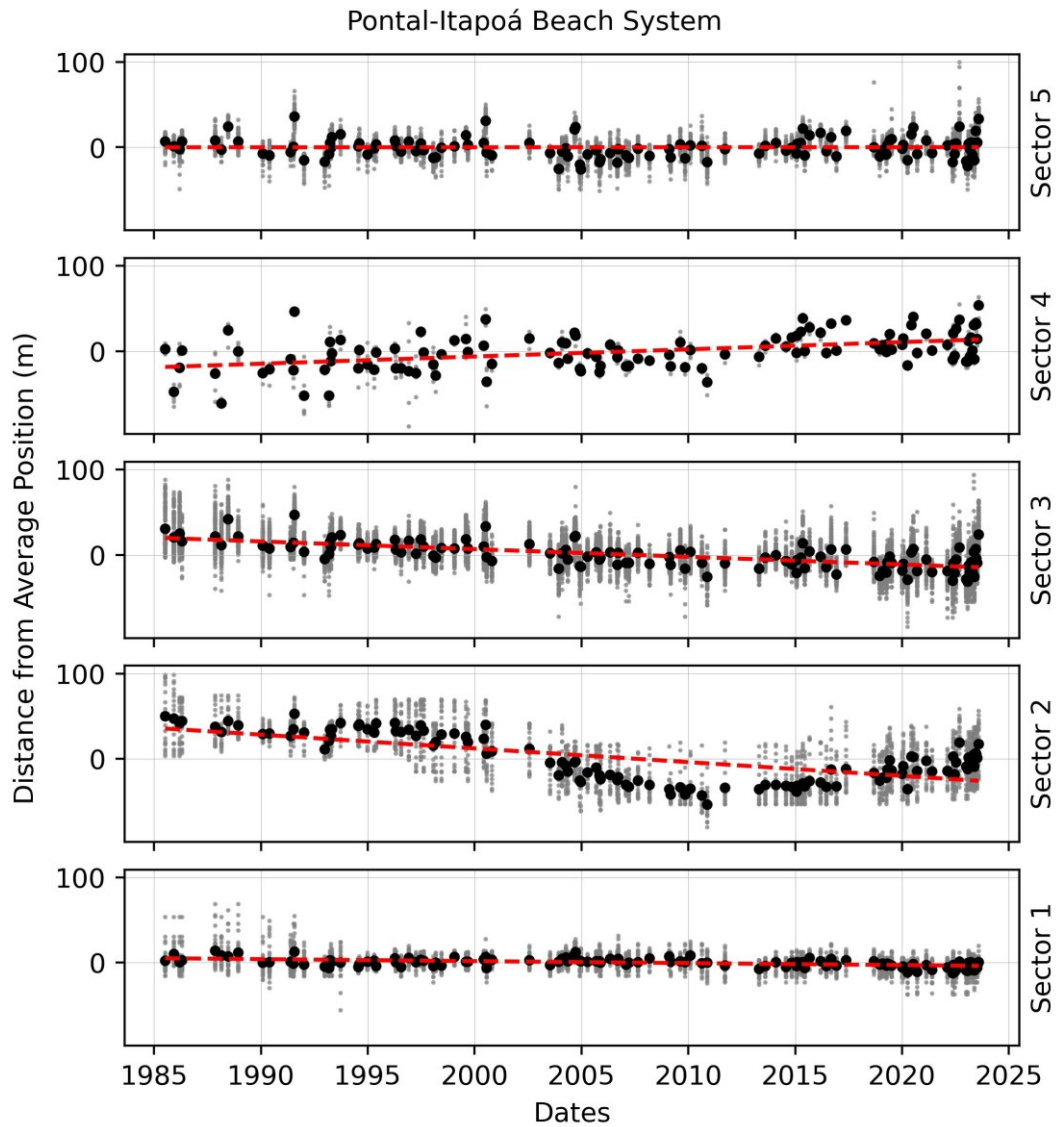 Pontal-Itapoá Beach System
Distance from Average Position (m)
100
0
Sector 5
100
0
Sector 4
100
0
Sector 3
100
0
Sector 2
100
0
Sector 1
1985 1990 1995 2000 2005 2010 2015 2020 2025
Dates